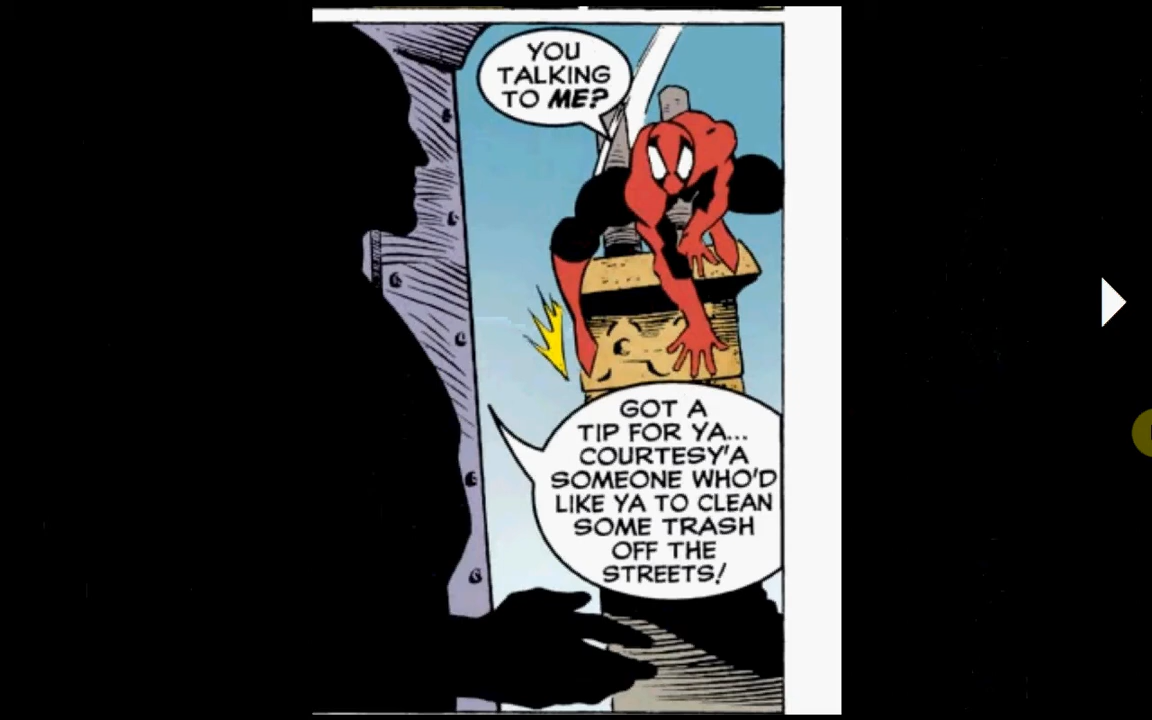 YOU
TALKING
TO ME?
GOT A
TIP FOR YA...
COURTESY'A
SOMEONE WHO'D
LIKE YA TO CLEAN
SOME TRASH
OFF THE
STREETS!